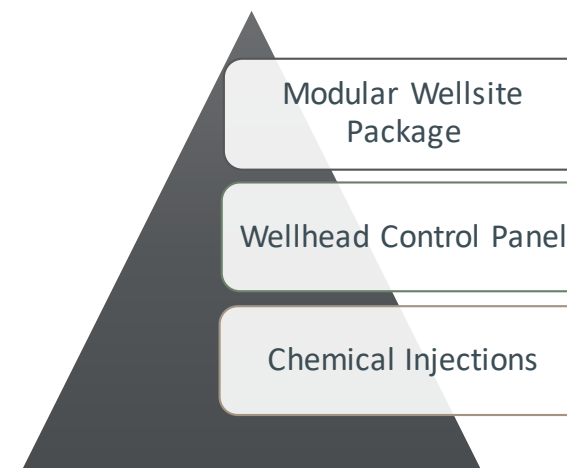 Modular Wellsite
Package
Wellhead Control Panel
Chemical Injections